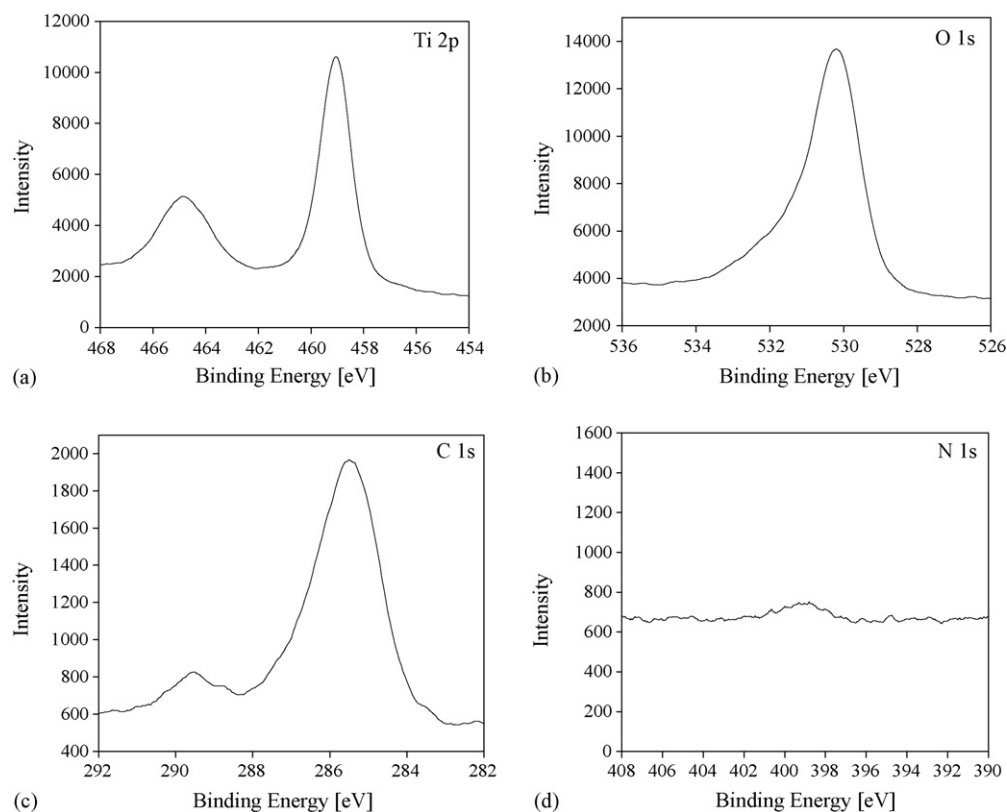 Ti 2p
12000
10000
8000
6000
4000
2000
0
Intensity
468 466 464 462 460 458 456 454
Binding Energy [eV]
(a)
O 1s
14000
12000
10000
8000
6000
4000
2000
Intensity
536 534 532 530 528 526
Binding Energy [eV]
(b)
C 1s
2000
1800
1600
1400
1200
1000
800
600
400
Intensity
292 290 288 286 284 282
Binding Energy [eV]
(c)
N 1s
1600
1400
1200
1000
800
600
400
200
0
Intensity
408 406 404 402 400 398 396 394 392 390
Binding Energy [eV]
(d)